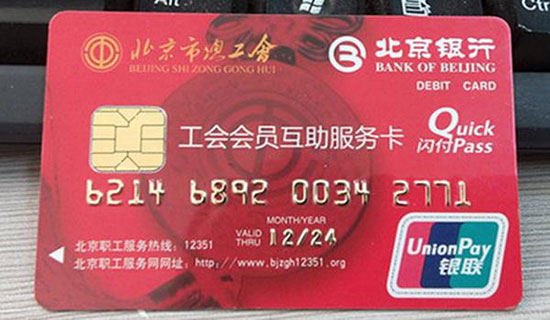 Alt
Ctrl
北京市总工會
BEIJING SHI ZONG GONG HUI
北京银行
BANK OF BEIJING
DEBIT CARD
工会会员互助服务卡
Quick
闪付Pass
6214 6892 0034 2771
MONTH/YEAR
VALID THRU 12/24
北京职工服务热线: 12351
北京职工服务网网址: http://www.bjzgh12351.org
UnionPay
银联